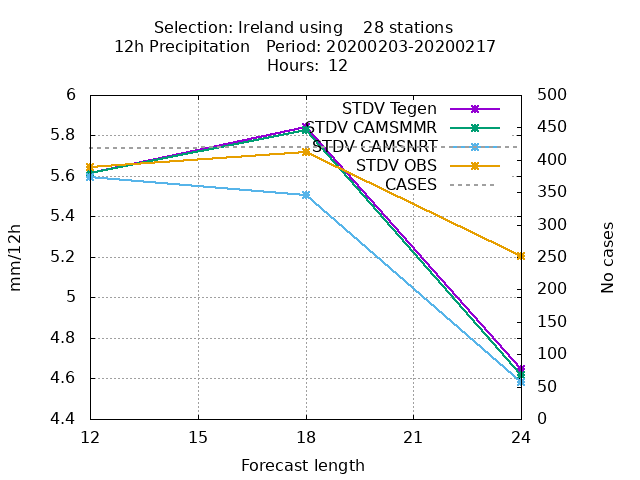 Selection: Ireland using    28 stations
12h Precipitation   Period: 20200203-20200217
Hours:  12
STDV Tegen
STDV CAMSMMR
STDV CAMSNRT
STDV OBS
CASES
mm/12h
6
5.8
5.6
5.4
5.2
5
4.8
4.6
4.4
500
450
400
350
300
250
200
150
100
50
0
No cases
12 15 18 21 24
Forecast length